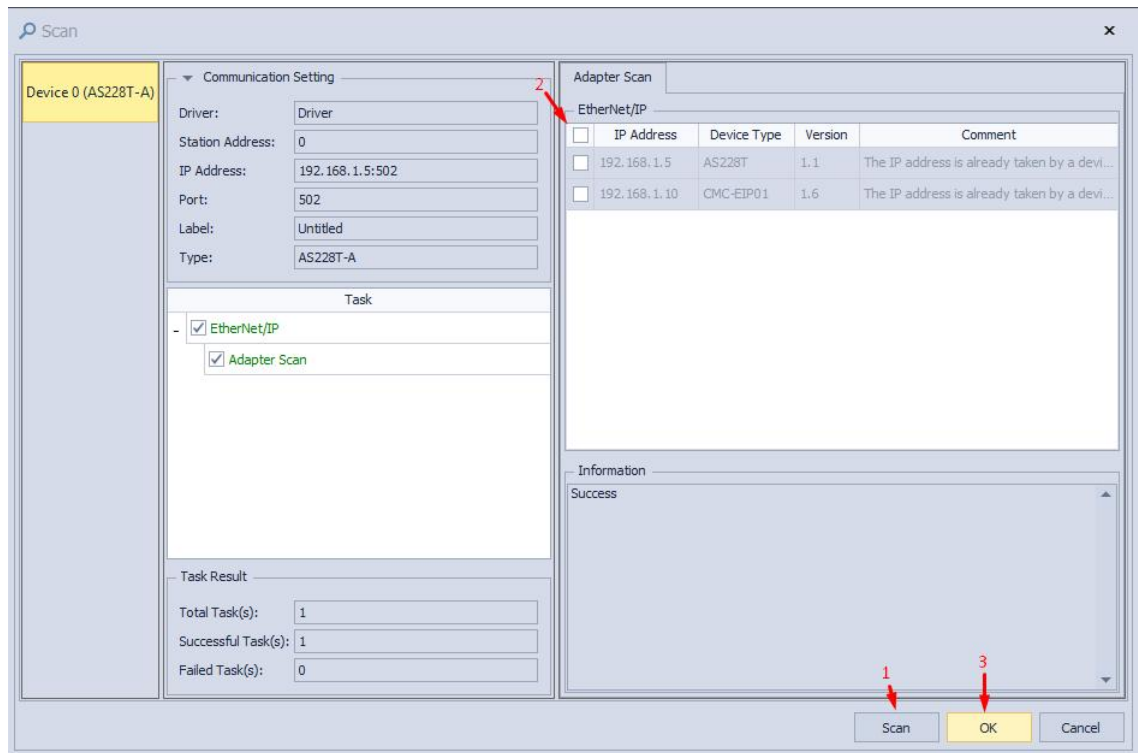 Scan
Device 0 (AS228T-A)
Communication Setting
Driver: Driver
Station Address: 0
IP Address: 192.168.1.5:502
Port: 502
Label: Untitled
Type: AS228T-A
Task
EtherNet/IP
Adapter Scan
Task Result
Total Task(s): 1
Successful Task(s): 1
Failed Task(s): 0
2
Adapter Scan
EtherNet/IP
IP Address Device Type Version Comment
192.168.1.5 AS228T 1.1 The IP address is already taken by a devi...
192.168.1.10 CMC-EIP01 1.6 The IP address is already taken by a devi...
Information
Success
1 3
Scan OK Cancel